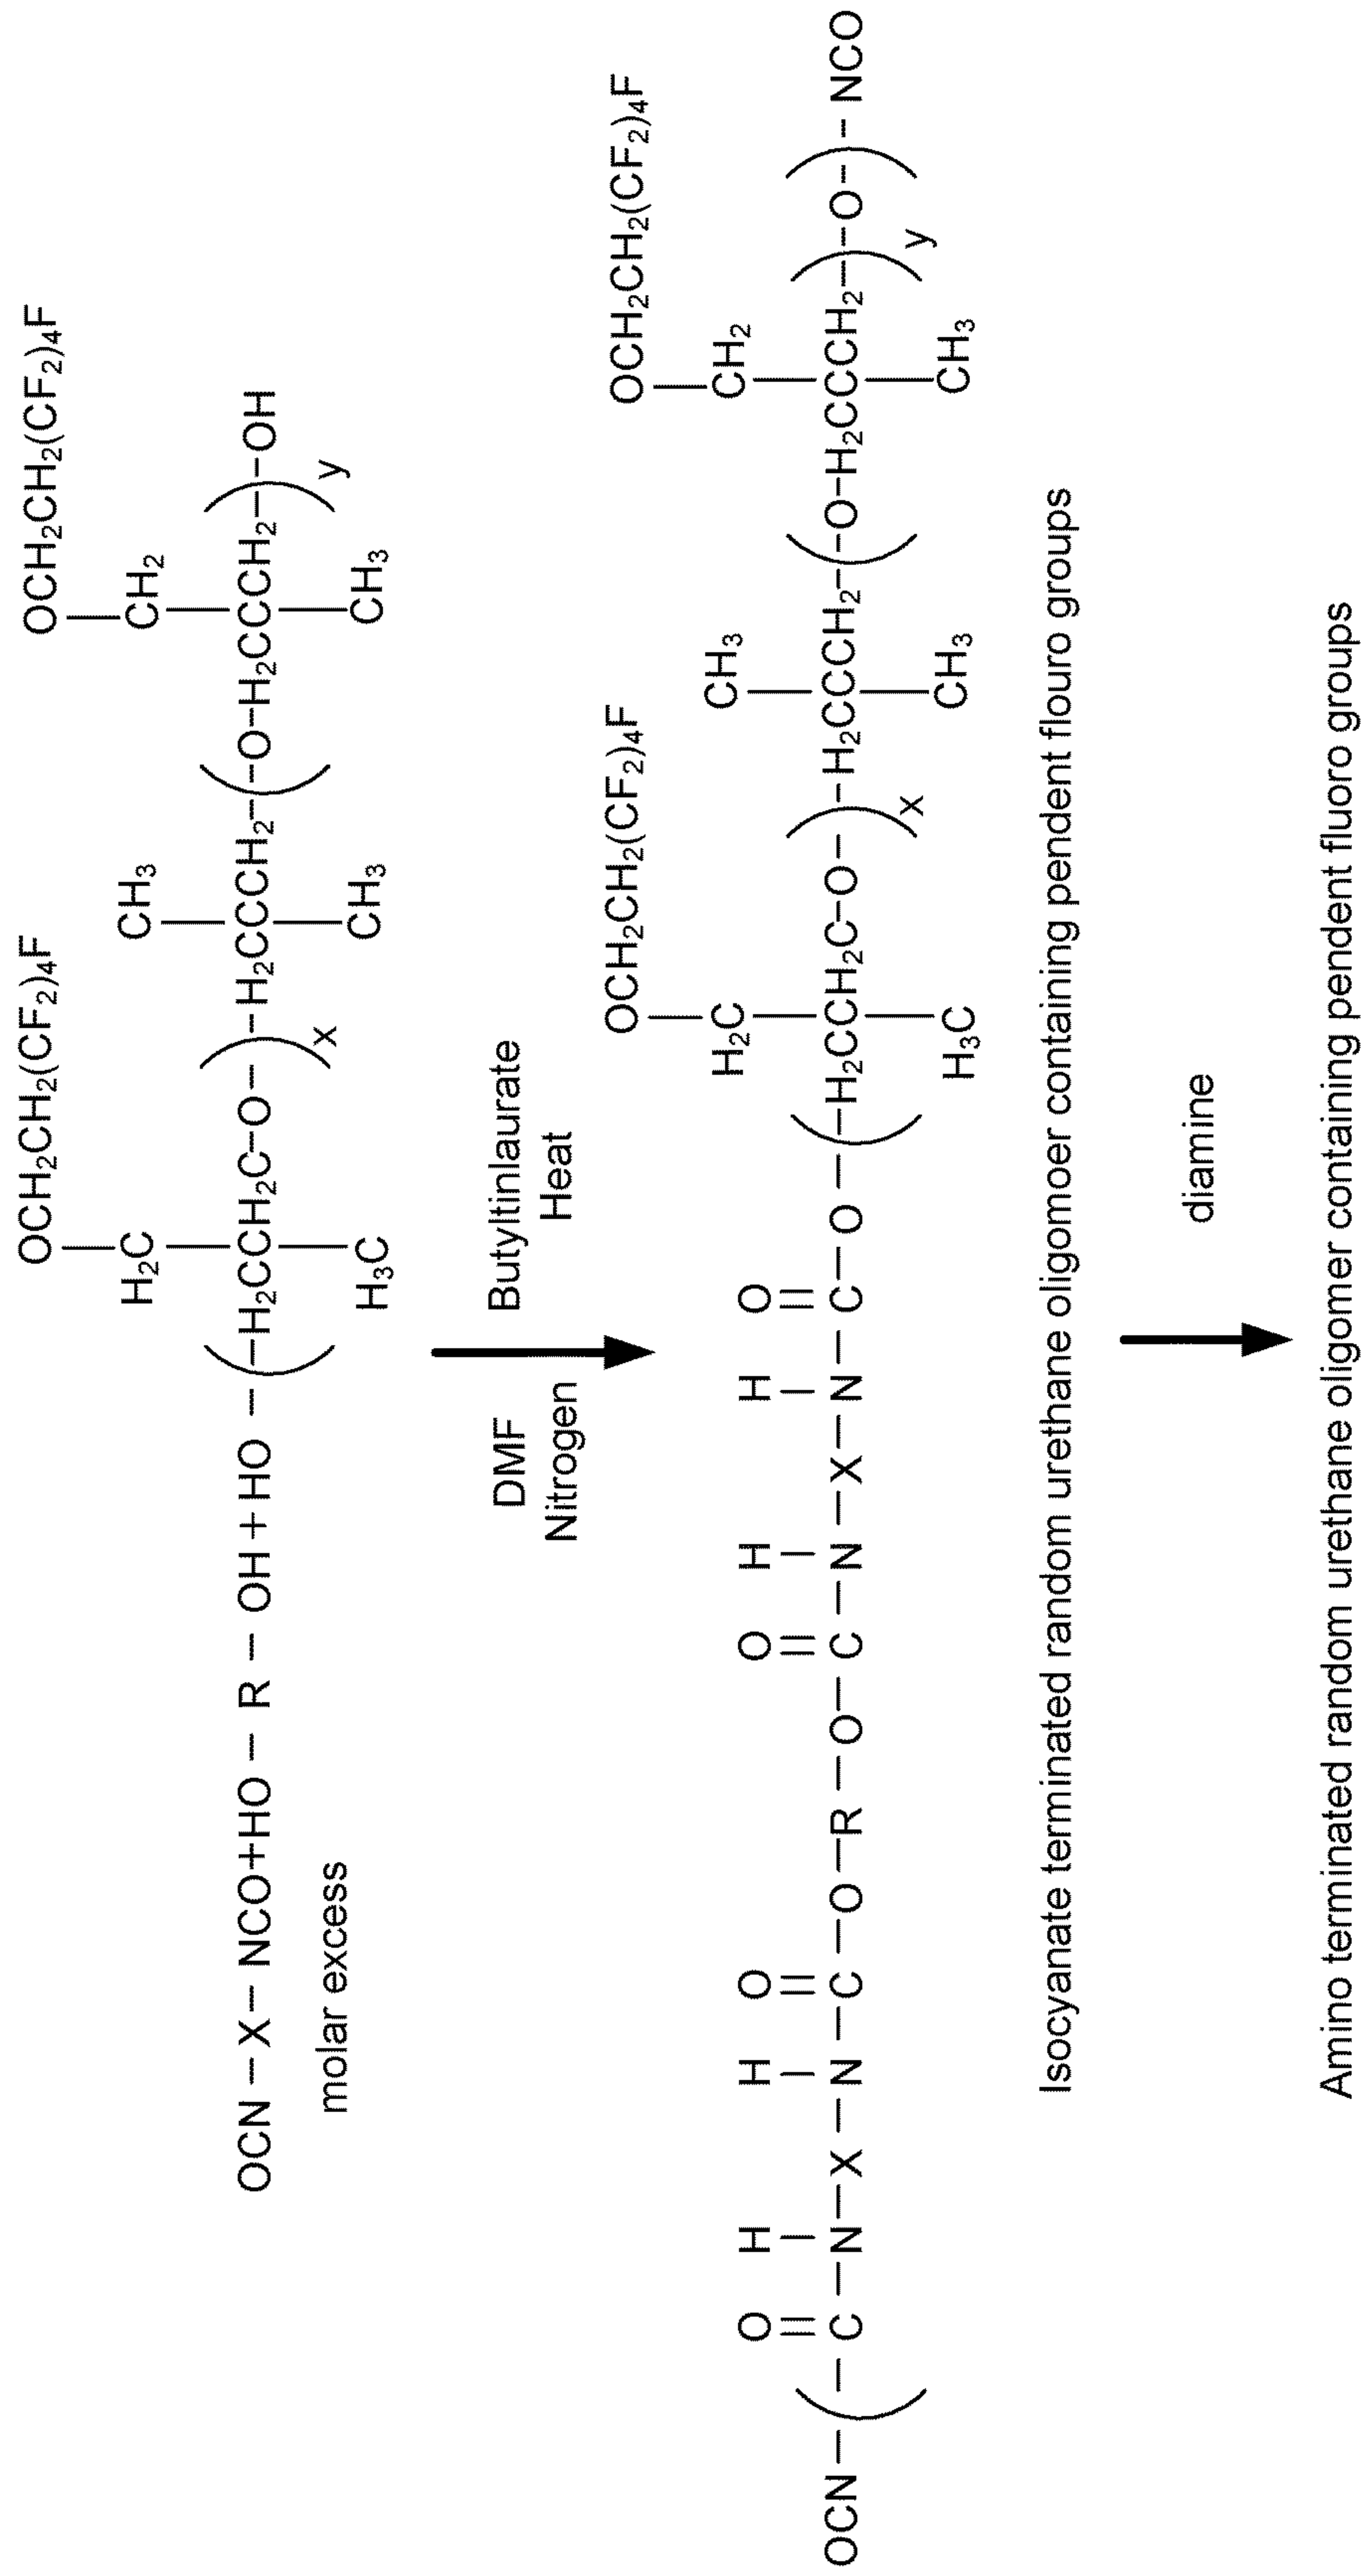 OCH2CH2(CF2)4F OCH2CH2(CF2)4F
H2C CH3 CH2
OCN – X – NCO+HO – R – OH + HO – ( H2CCCH2C–O – )x – H2CCCH2 – ( O–H2CCCH2 )y – OH
molar excess H3C CH3 CH3
DMF Butyltinlaurate
Nitrogen Heat
OCH2CH2(CF2)4F OCH2CH2(CF2)4F
O H H O O H H O H2C CH3 CH2
OCN – ( – C – N – X – N – C – O – R – O – C – N – X – N – C – O – ( H2CCCH2C–O – )x – H2CCCH2 – ( O–H2CCCH2 )y – O – ) – NCO
H3C CH3 CH3
Isocyanate terminated random urethane oligomoer containing pendent flouro groups
diamine
Amino terminated random urethane oligomer containing pendent fluoro groups